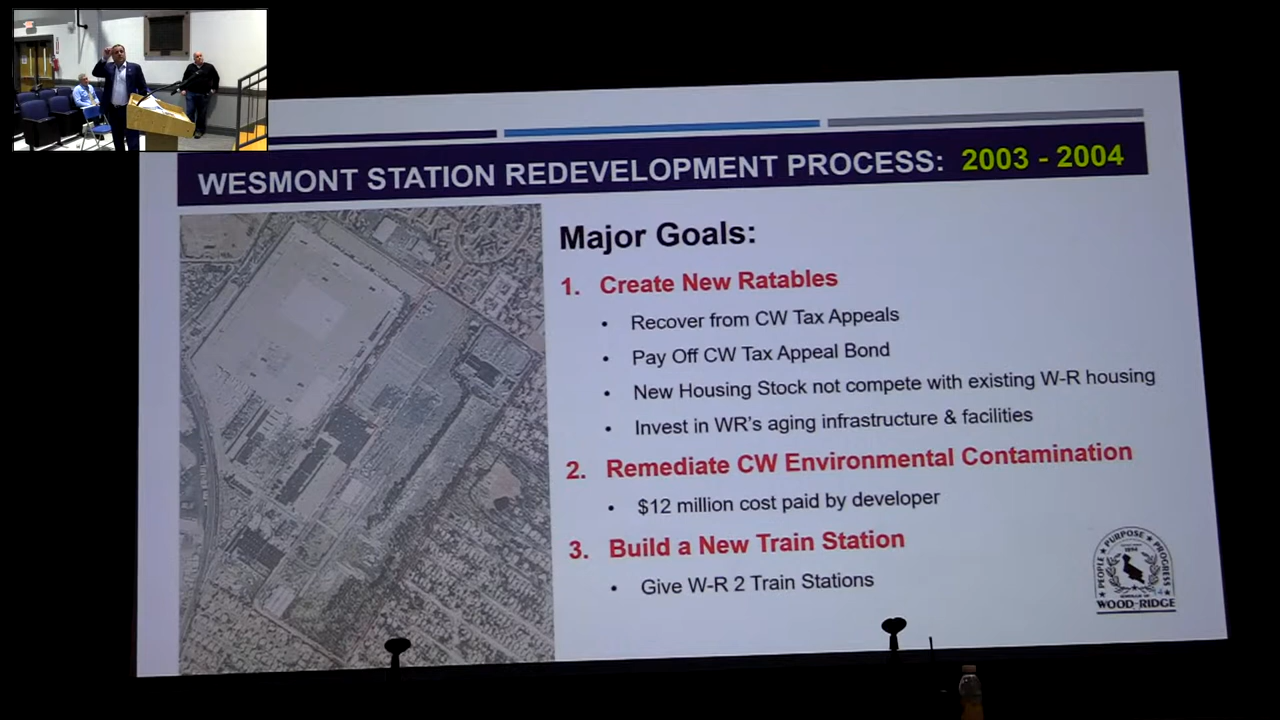 WESMONT STATION REDEVELOPMENT PROCESS: 2003 - 2004
Major Goals:
1. Create New Ratables
• Recover from CW Tax Appeals
• Pay Off CW Tax Appeal Bond
• New Housing Stock not compete with existing W-R housing
• Invest in WR's aging infrastructure & facilities
2. Remediate CW Environmental Contamination
• $12 million cost paid by developer
3. Build a New Train Station
• Give W-R 2 Train Stations
PEOPLE ★ PURPOSE ★ PROGRESS
1894
WOOD-RIDGE